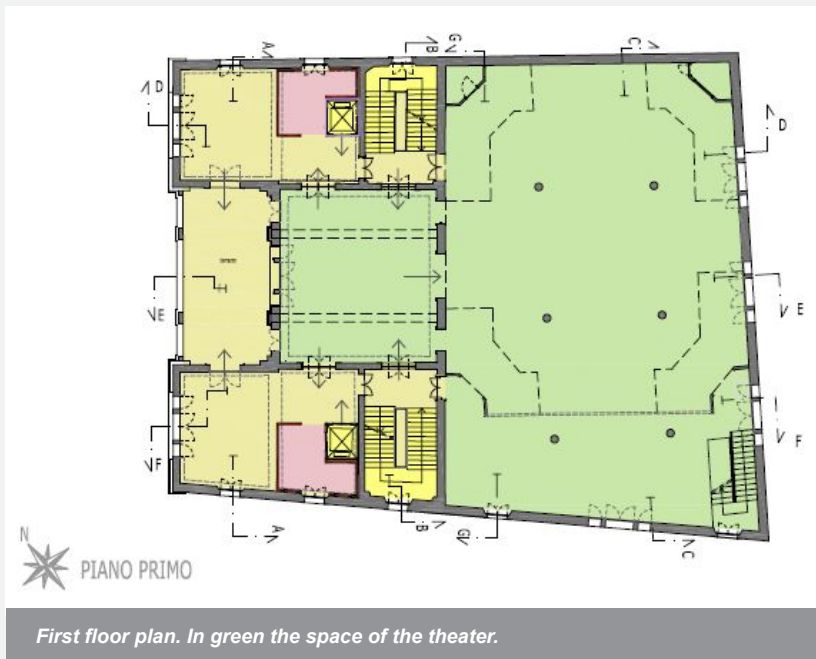 A
B
G
C
D
D
E
E
F
F
A
B
G
C
N
PIANO PRIMO
First floor plan. In green the space of the theater.